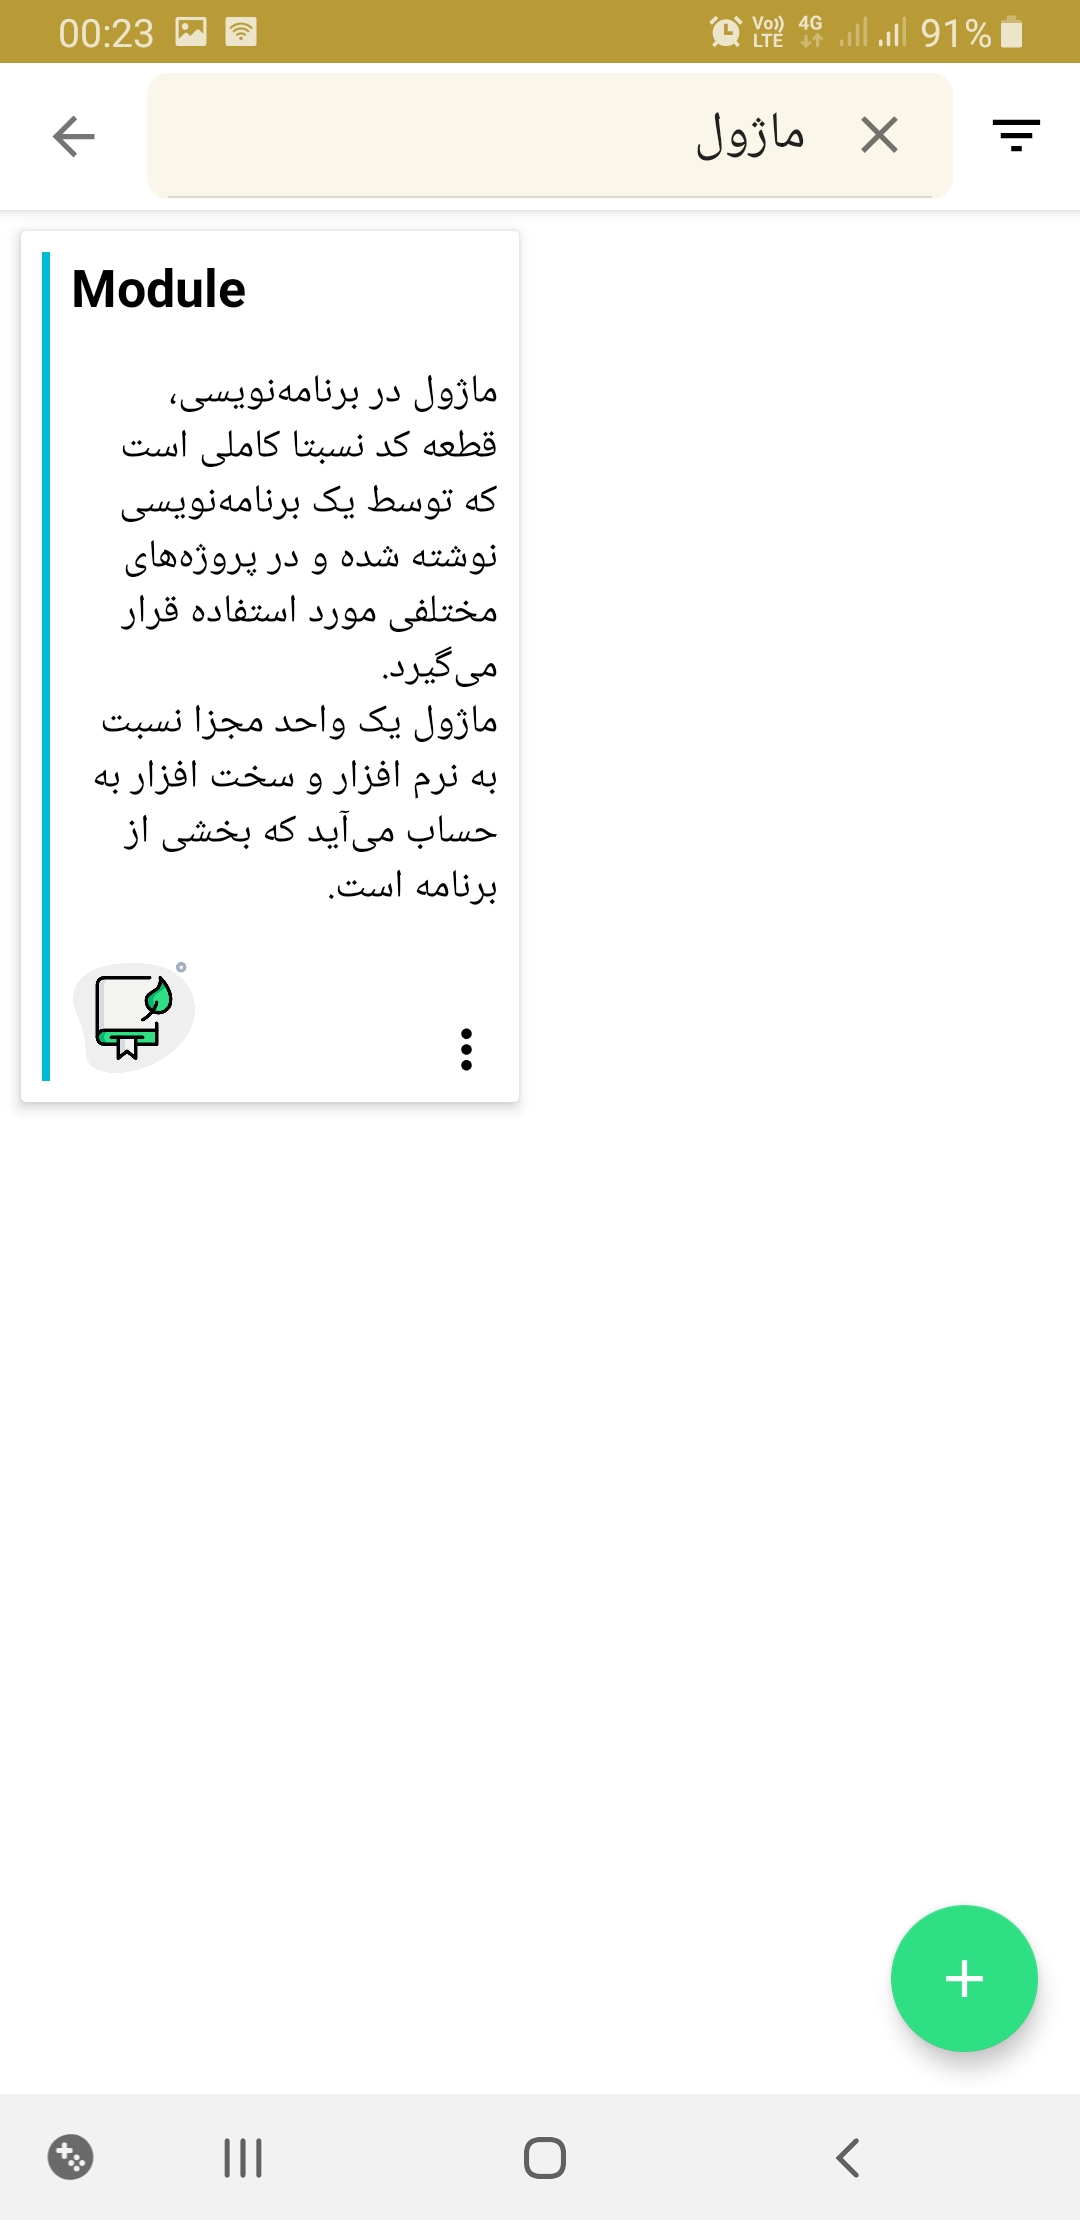 00:23
Vo)) LTE 4G 91%
ماژول
Module
ماژول در برنامه‌نویسی،
قطعه کد نسبتا کاملی است
که توسط یک برنامه‌نویسی
نوشته شده و در پروژه‌های
مختلفی مورد استفاده قرار
می‌گیرد.
ماژول یک واحد مجزا نسبت
به نرم افزار و سخت افزار به
حساب می‌آید که بخشی از
برنامه است.